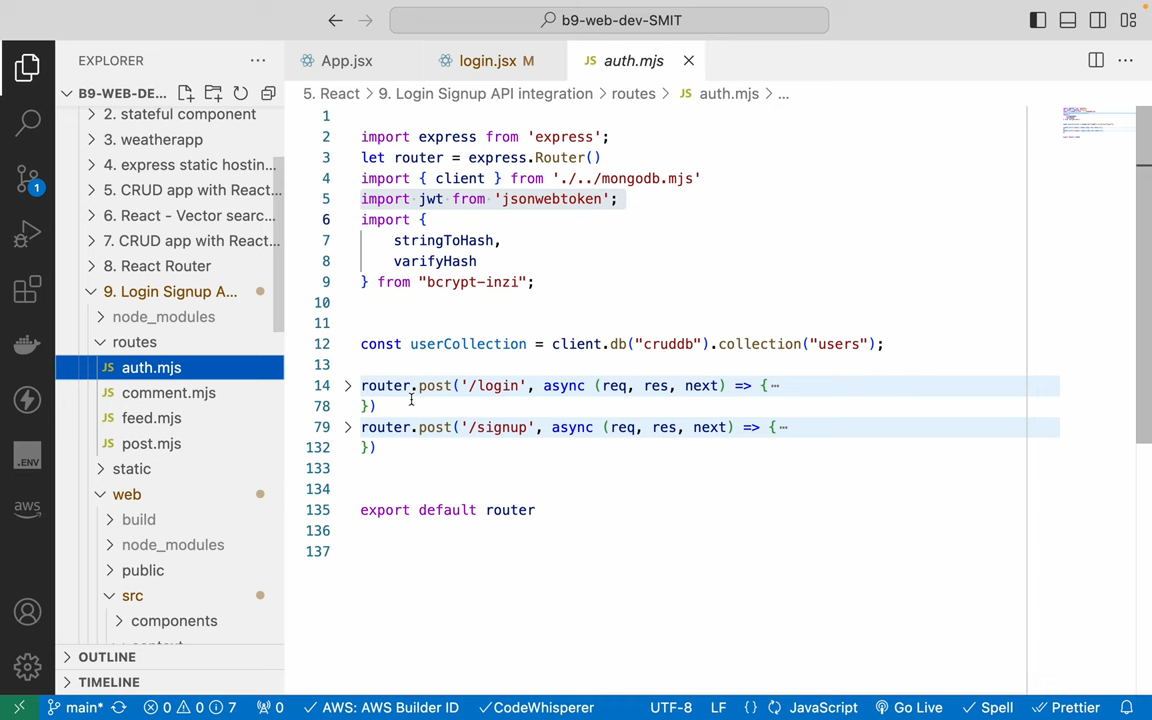 b9-web-dev-SMIT
EXPLORER
B9-WEB-DE...
2. stateful component
3. weatherapp
4. express static hostin...
5. CRUD app with React...
6. React - Vector searc...
7. CRUD app with React...
8. React Router
9. Login Signup A...
node_modules
routes
JS auth.mjs
JS comment.mjs
JS feed.mjs
JS post.mjs
static
web
build
node_modules
public
src
components
OUTLINE
TIMELINE
1
.ENV
aws
App.jsx
login.jsx M
JS auth.mjs
5. React > 9. Login Signup API integration > routes > JS auth.mjs > ...
1
2 import express from 'express';
3 let router = express.Router()
4 import { client } from './../mongodb.mjs'
5 import jwt from 'jsonwebtoken';
6 import {
7 stringToHash,
8 varifyHash
9 } from "bcrypt-inzi";
10
11
12 const userCollection = client.db("cruddb").collection("users");
13
14 router.post('/login', async (req, res, next) => {⋯
78 })
79 router.post('/signup', async (req, res, next) => {⋯
132 })
133
134
135 export default router
136
137
main* 0 0 7 0 AWS: AWS Builder ID CodeWhisperer UTF-8 LF {} JavaScript Go Live Spell Prettier